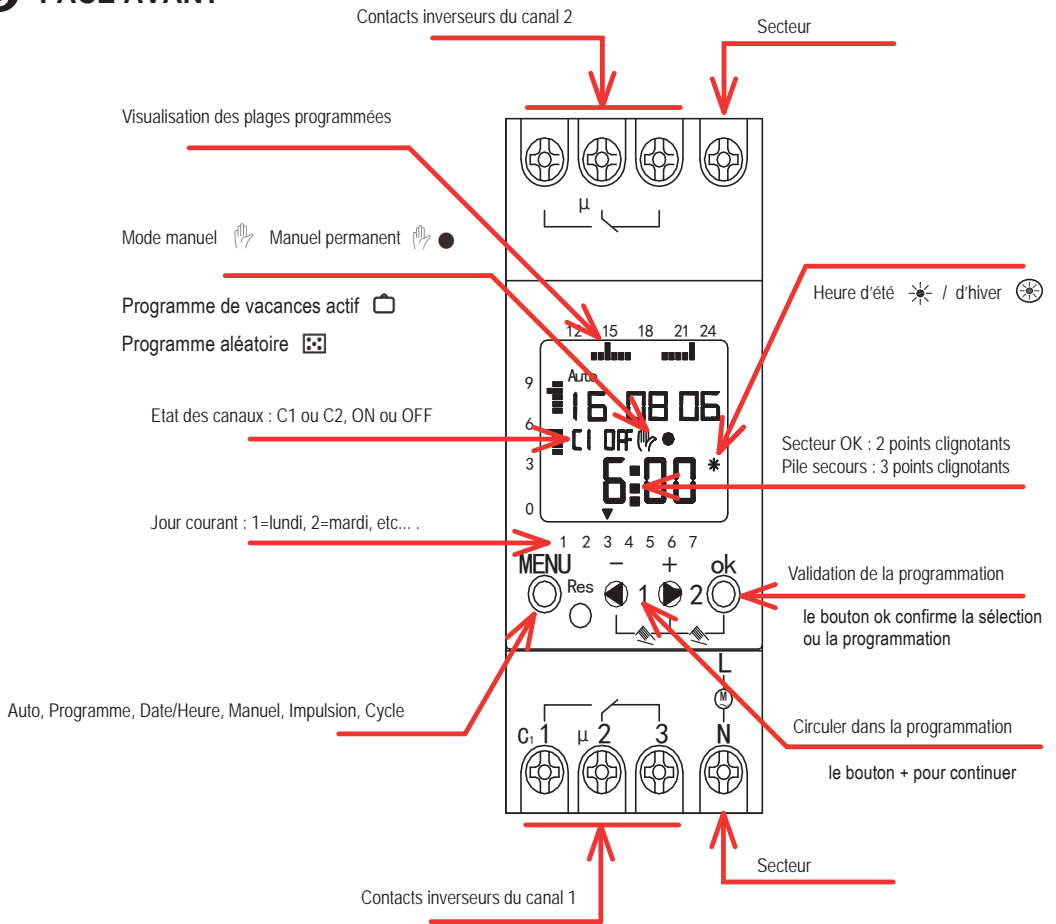 FACE AVANT
Contacts inverseurs du canal 2
Secteur
Visualisation des plages programmées
µ
Mode manuel Manuel permanent
Heure d'été / d'hiver
Programme de vacances actif
Programme aléatoire
12 15 18 21 24
9
Auto
16 08 06
Etat des canaux : C1 ou C2, ON ou OFF
6
C1 OFF
Secteur OK : 2 points clignotants
Pile secours : 3 points clignotants
3
6:00
0
Jour courant : 1=lundi, 2=mardi, etc... .
1 2 3 4 5 6 7
MENU - + ok
Res 1 2
Validation de la programmation
le bouton ok confirme la sélection
ou la programmation
L
M
Auto, Programme, Date/Heure, Manuel, Impulsion, Cycle
Circuler dans la programmation
C1 1 µ 2 3 N
le bouton + pour continuer
Secteur
Contacts inverseurs du canal 1